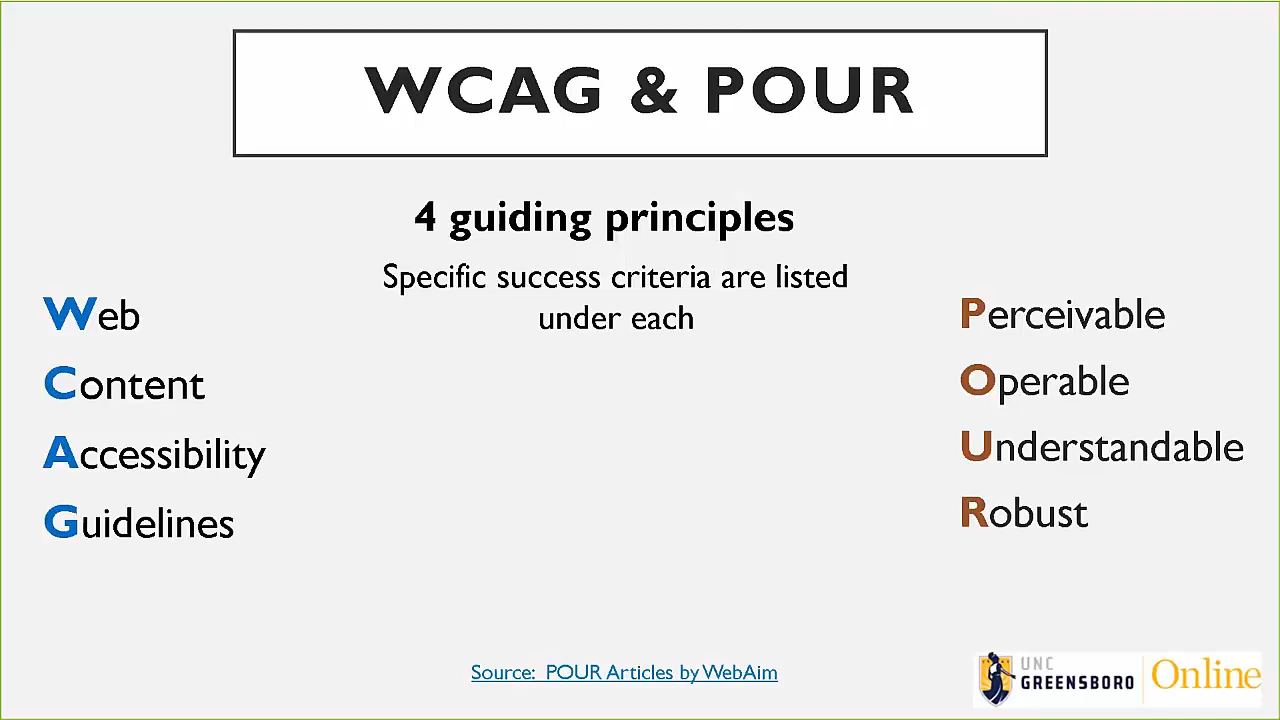 WCAG & POUR
4 guiding principles
Specific success criteria are listed
under each
Web
Content
Accessibility
Guidelines
Perceivable
Operable
Understandable
Robust
Source: POUR Articles by WebAim
UNC
GREENSBORO
Online